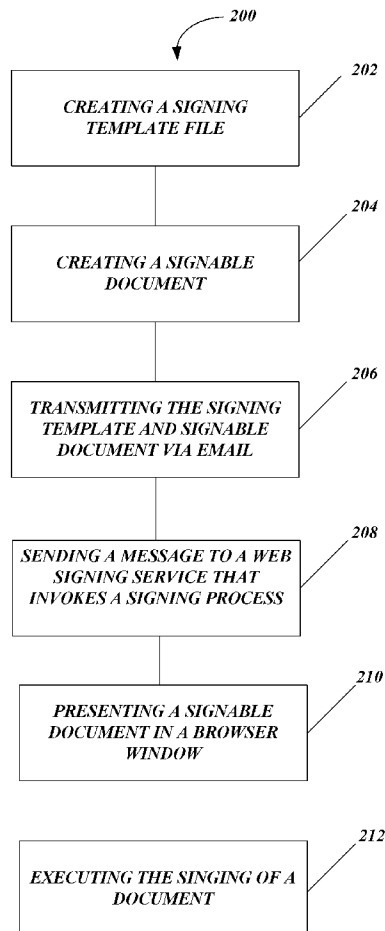 200
202
CREATING A SIGNING
TEMPLATE FILE
204
CREATING A SIGNABLE
DOCUMENT
206
TRANSMITTING THE SIGNING
TEMPLATE AND SIGNABLE
DOCUMENT VIA EMAIL
208
SENDING A MESSAGE TO A WEB
SIGNING SERVICE THAT
INVOKES A SIGNING PROCESS
210
PRESENTING A SIGNABLE
DOCUMENT IN A BROWSER
WINDOW
212
EXECUTING THE SINGING OF A
DOCUMENT